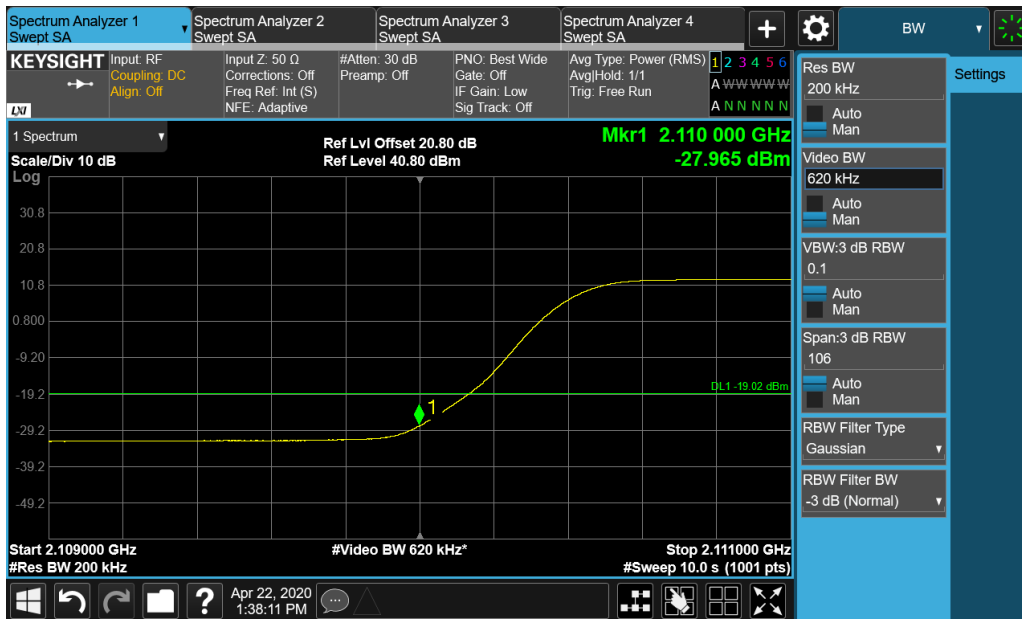 Spectrum Analyzer 1
Swept SA
Spectrum Analyzer 2
Swept SA
Spectrum Analyzer 3
Swept SA
Spectrum Analyzer 4
Swept SA
+
BW
KEYSIGHT
LXI
Input: RF
Coupling: DC
Align: Off
Input Z: 50 Ω
Corrections: Off
Freq Ref: Int (S)
NFE: Adaptive
#Atten: 30 dB
Preamp: Off
PNO: Best Wide
Gate: Off
IF Gain: Low
Sig Track: Off
Avg Type: Power (RMS)
Avg|Hold: 1/1
Trig: Free Run
1 2 3 4 5 6
A W W W W W
A N N N N N
1 Spectrum
Scale/Div 10 dB
Log
Ref Lvl Offset 20.80 dB
Ref Level 40.80 dBm
Mkr1 2.110 000 GHz
-27.965 dBm
30.8
20.8
10.8
0.800
-9.20
-19.2
-29.2
-39.2
-49.2
1
DL1 -19.02 dBm
Start 2.109000 GHz
#Res BW 200 kHz
#Video BW 620 kHz*
Stop 2.111000 GHz
#Sweep 10.0 s (1001 pts)
Res BW
200 kHz
Auto
Man
Video BW
620 kHz
Auto
Man
VBW:3 dB RBW
0.1
Auto
Man
Span:3 dB RBW
106
Auto
Man
RBW Filter Type
Gaussian
RBW Filter BW
-3 dB (Normal)
Settings
?
Apr 22, 2020
1:38:11 PM